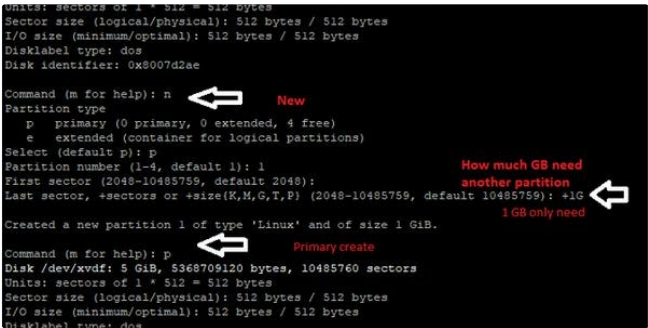 Units: sectors of 1 * 512 = 512 bytes
Sector size (logical/physical): 512 bytes / 512 bytes
I/O size (minimum/optimal): 512 bytes / 512 bytes
Disklabel type: dos
Disk identifier: 0x8007d2ae
Command (m for help): n
New
Partition type
p primary (0 primary, 0 extended, 4 free)
e extended (container for logical partitions)
Select (default p): p
Partition number (1-4, default 1): 1
How much GB need
another partition
First sector (2048-10485759, default 2048):
Last sector, +sectors or +size{K,M,G,T,P} (2048-10485759, default 10485759): +1G
1 GB only need
Created a new partition 1 of type 'Linux' and of size 1 GiB.
Command (m for help): p
Primary create
Disk /dev/xvdf: 5 GiB, 5368709120 bytes, 10485760 sectors
Units: sectors of 1 * 512 = 512 bytes
Sector size (logical/physical): 512 bytes / 512 bytes
I/O size (minimum/optimal): 512 bytes / 512 bytes
Disklabel type: dos